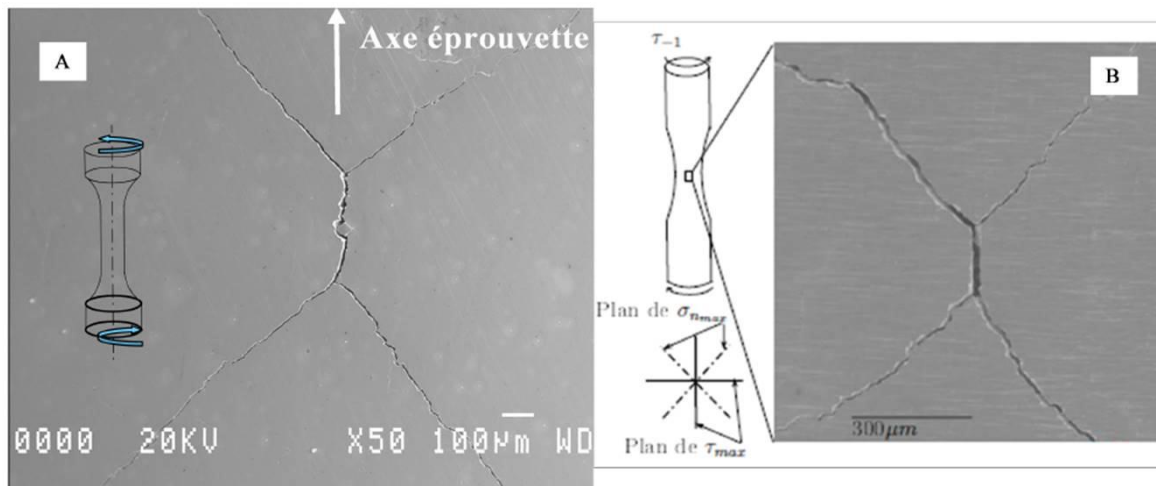 A
Axe éprouvette
0000 20KV . X50 100µm WD
τ₋₁
B
Plan de σₙₘₐₓ
Plan de τₘₐₓ
300µm